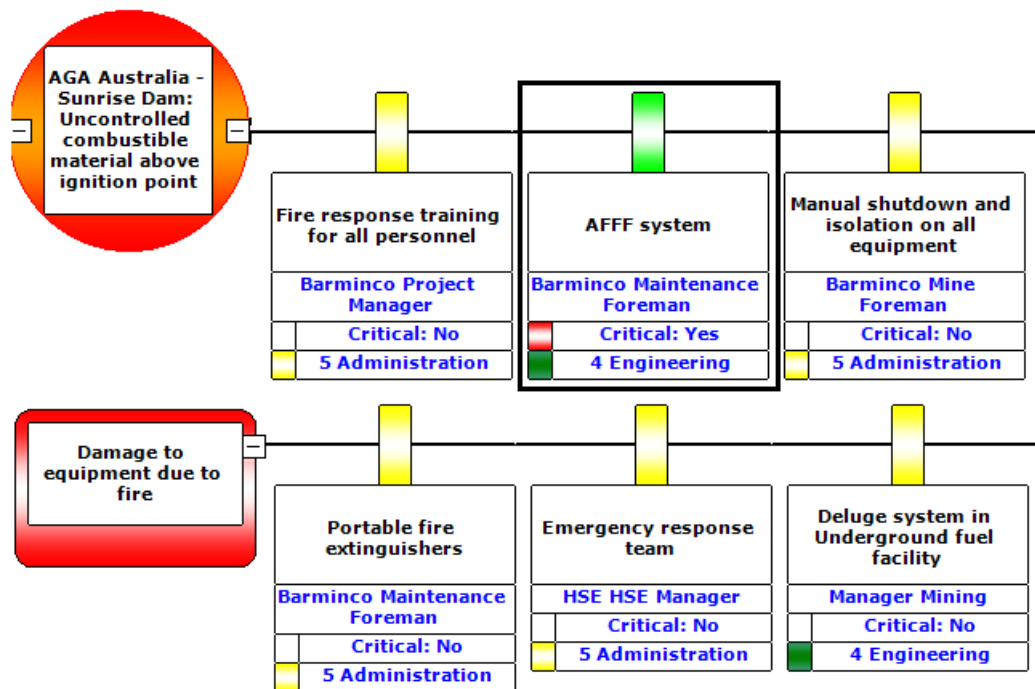 AGA Australia -
Sunrise Dam:
Uncontrolled
combustible
material above
ignition point
Fire response training
for all personnel
Barminco Project
Manager
Critical: No
5 Administration
AFFF system
Barminco Maintenance
Foreman
Critical: Yes
4 Engineering
Manual shutdown and
isolation on all
equipment
Barminco Mine
Foreman
Critical: No
5 Administration
Damage to
equipment due to
fire
Portable fire
extinguishers
Barminco Maintenance
Foreman
Critical: No
5 Administration
Emergency response
team
HSE HSE Manager
Critical: No
5 Administration
Deluge system in
Underground fuel
facility
Manager Mining
Critical: No
4 Engineering